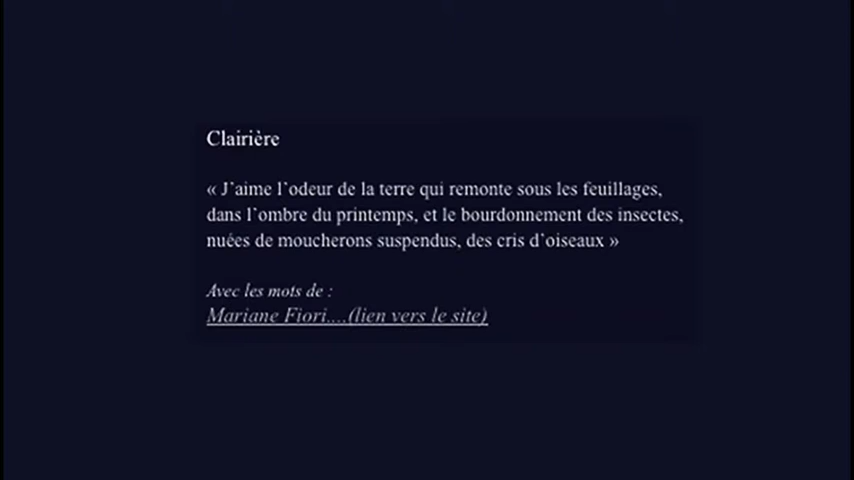 Clairière
« J’aime l’odeur de la terre qui remonte sous les feuillages,
dans l’ombre du printemps, et le bourdonnement des insectes,
nuées de moucherons suspendus, des cris d’oiseaux »
Avec les mots de :
Mariane Fiori....(lien vers le site)